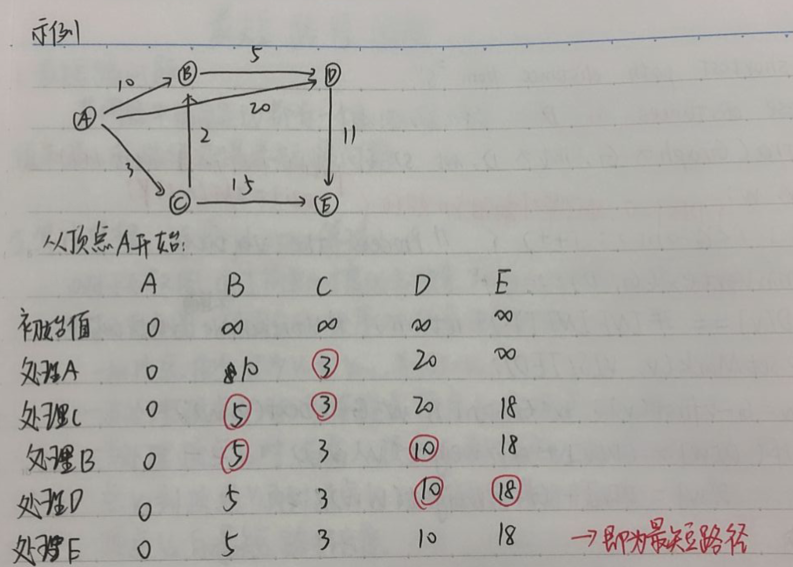 示例1
10
B
5
D
A
20
2
11
3
C
15
E
从顶点A开始:
A B C D E
初始值 0 ∞ ∞ ∞ ∞
处理A 0 10 3 20 ∞
处理C 0 5 3 20 18
处理B 0 5 3 10 18
处理D 0 5 3 10 18
处理E 0 5 3 10 18 →即为最短路径